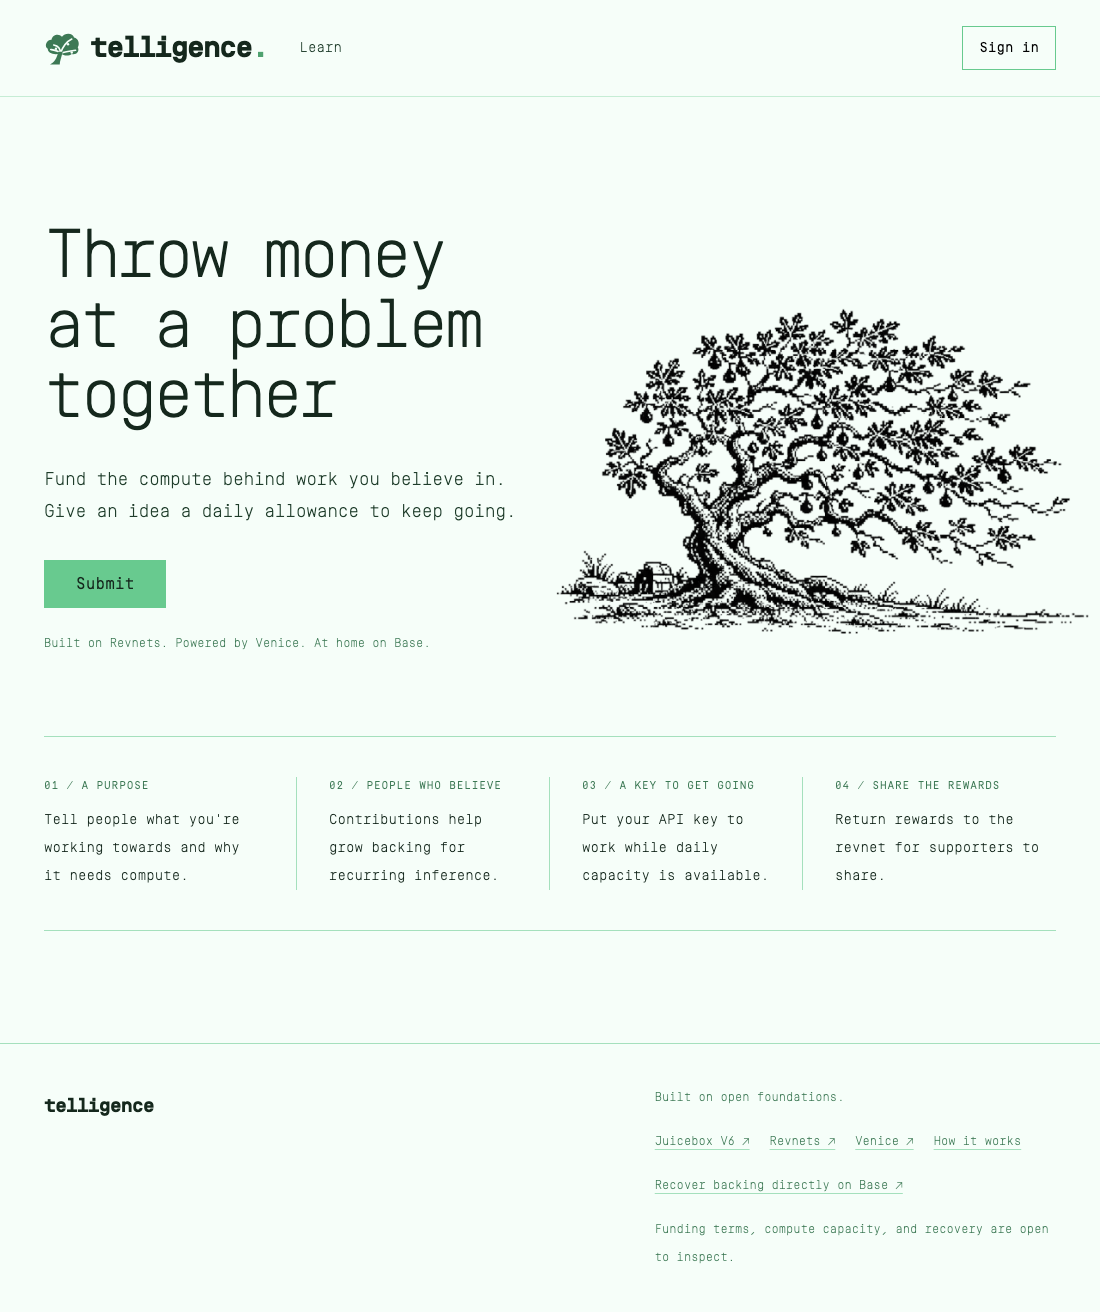 telligence.
Learn
Sign in
Throw money
at a problem
together
Fund the compute behind work you believe in.
Give an idea a daily allowance to keep going.
Submit
Built on Revnets. Powered by Venice. At home on Base.
01 / A PURPOSE
Tell people what you're
working towards and why
it needs compute.
02 / PEOPLE WHO BELIEVE
Contributions help
grow backing for
recurring inference.
03 / A KEY TO GET GOING
Put your API key to
work while daily
capacity is available.
04 / SHARE THE REWARDS
Return rewards to the
revnet for supporters to
share.
telligence
Built on open foundations.
Juicebox V6 ↗ Revnets ↗ Venice ↗ How it works
Recover backing directly on Base ↗
Funding terms, compute capacity, and recovery are open
to inspect.